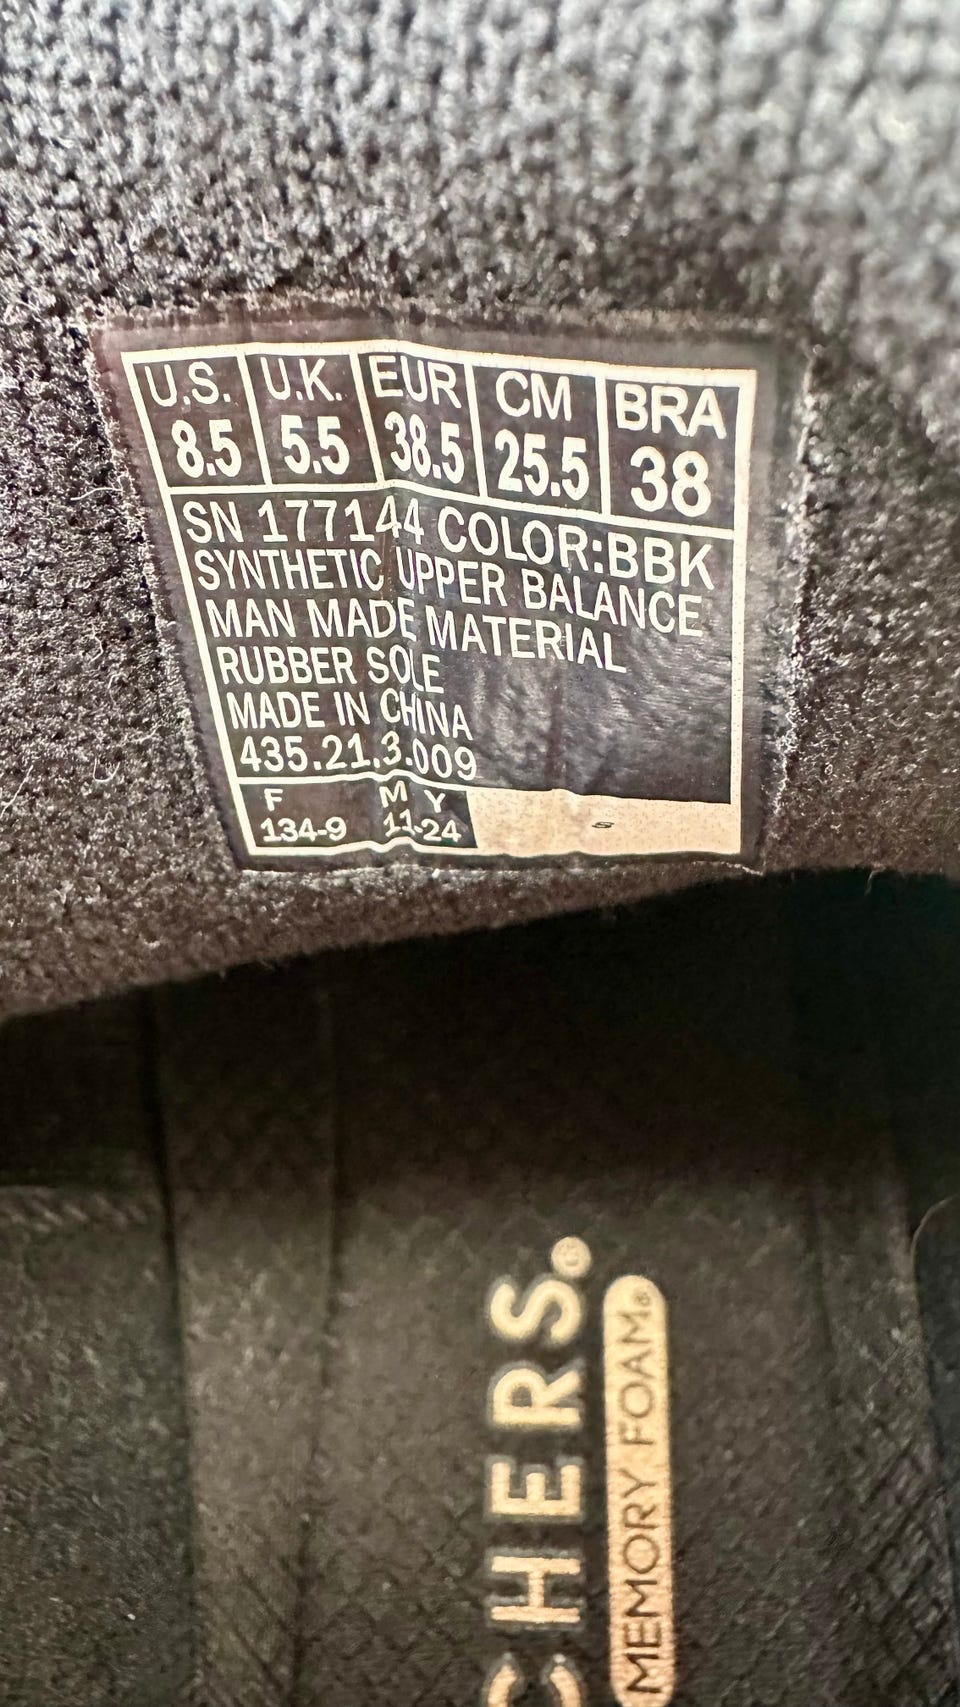 U.S. U.K. EUR CM BRA
8.5 5.5 38.5 25.5 38
SN 177144 COLOR:BBK
SYNTHETIC UPPER BALANCE
MAN MADE MATERIAL
RUBBER SOLE
MADE IN CHINA
435.21.3.009
F M Y
134-9 11-24
CHERS®
MEMORY FOAM®